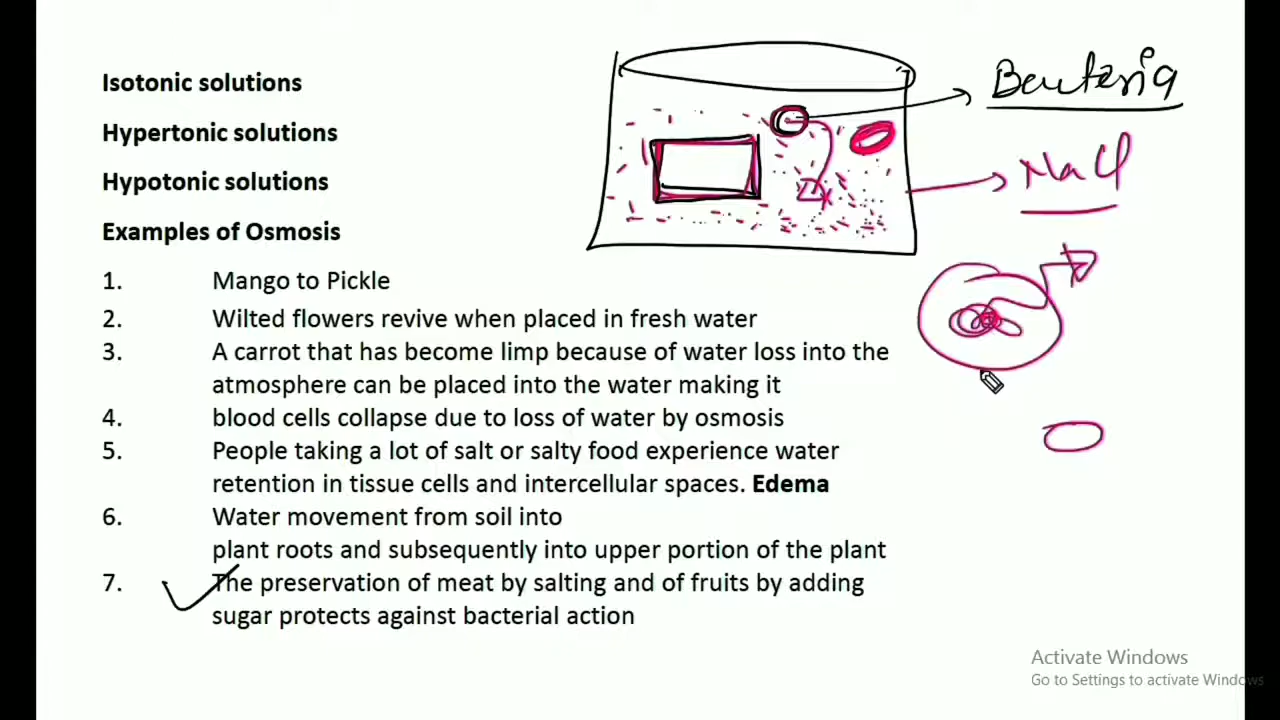 Isotonic solutions
Hypertonic solutions
Hypotonic solutions
Examples of Osmosis
1. Mango to Pickle
2. Wilted flowers revive when placed in fresh water
3. A carrot that has become limp because of water loss into the
atmosphere can be placed into the water making it
4. blood cells collapse due to loss of water by osmosis
5. People taking a lot of salt or salty food experience water
retention in tissue cells and intercellular spaces. Edema
6. Water movement from soil into
plant roots and subsequently into upper portion of the plant
7. The preservation of meat by salting and of fruits by adding
sugar protects against bacterial action
Bacteria
NaCl
Activate Windows
Go to Settings to activate Windows